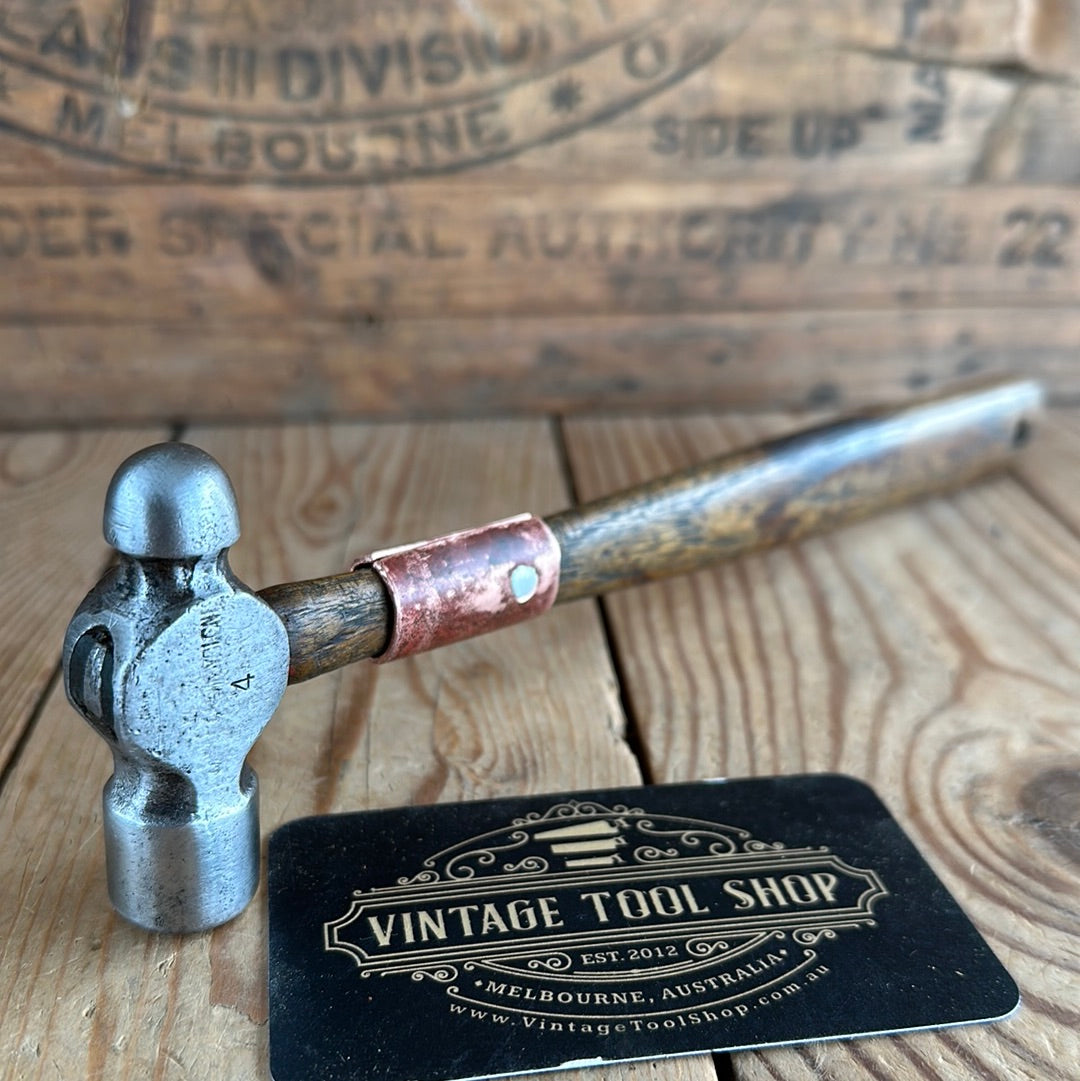 III DIVISION
MELBOURNE
SIDE UP
SPECIAL AUTHORITY No 22
4
VINTAGE TOOL SHOP
EST. 2012
•MELBOURNE, AUSTRALIA•
www.VintageToolShop.com.au